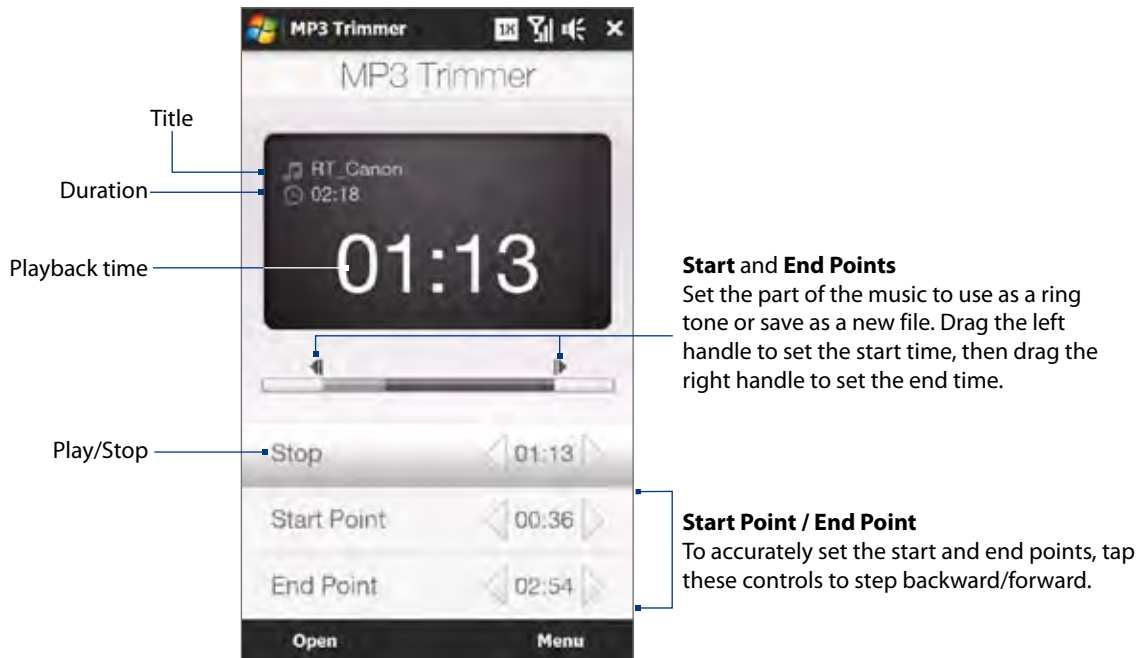 MP3 Trimmer
1X
MP3 Trimmer
Title
RT_Canon
Duration
02:18
Playback time
01:13
Start and End Points
Set the part of the music to use as a ring
tone or save as a new file. Drag the left
handle to set the start time, then drag the
right handle to set the end time.
Play/Stop
Stop
01:13
Start Point
00:36
End Point
02:54
Start Point / End Point
To accurately set the start and end points, tap
these controls to step backward/forward.
Open
Menu